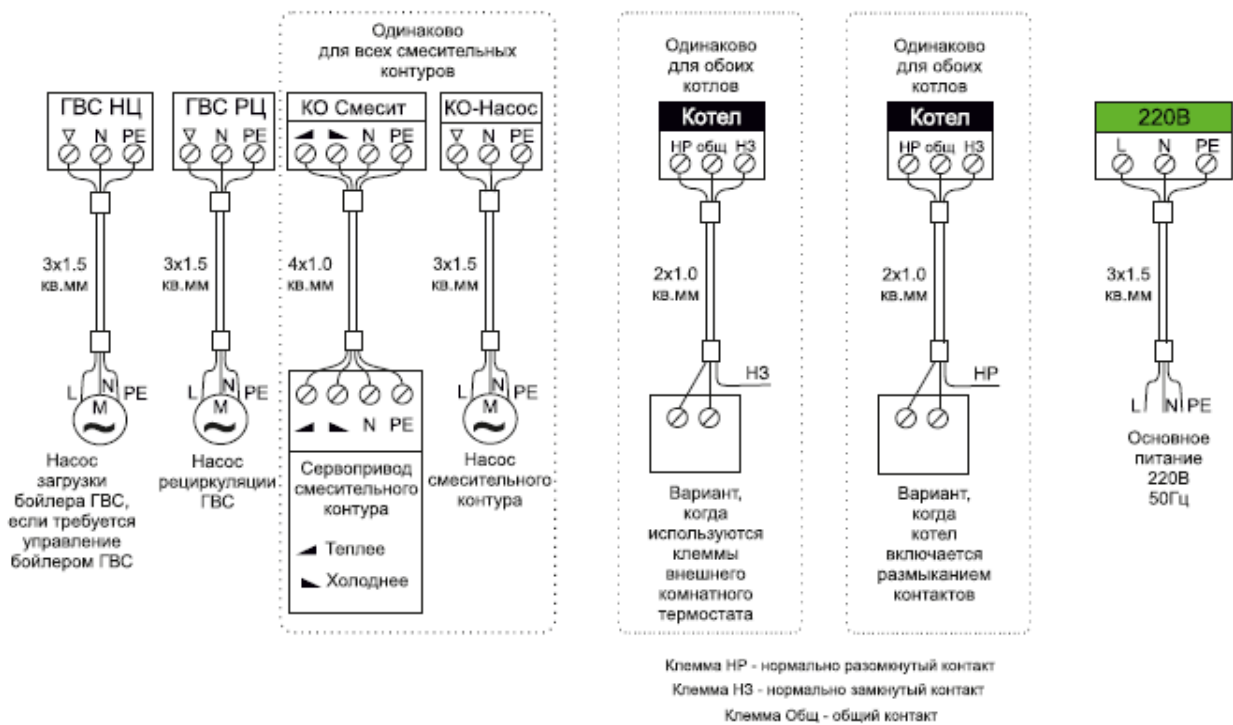 Одинаково
для всех смесительных
контуров
ГВС НЦ
▽ N PE
3x1.5
кв.мм
L N PE
M
Насос
загрузки
бойлера ГВС,
если требуется
управление
бойлером ГВС
ГВС РЦ
▽ N PE
3x1.5
кв.мм
L N PE
M
Насос
рециркуляции
ГВС
КО Смесит
N PE
4x1.0
кв.мм
N PE
Сервопривод
смесительного
контура
Теплее
Холоднее
КО-Насос
▽ N PE
3x1.5
кв.мм
L N PE
M
Насос
смесительного
контура
Одинаково
для обоих
котлов
Котел
НР общ НЗ
2x1.0
кв.мм
НЗ
Вариант,
когда
используются
клеммы
внешнего
комнатного
термостата
Одинаково
для обоих
котлов
Котел
НР общ НЗ
2x1.0
кв.мм
НР
Вариант,
когда
котел
включается
размыканием
контактов
220В
L N PE
3x1.5
кв.мм
L N PE
Основное
питание
220В
50Гц
Клемма НР - нормально разомкнутый контакт
Клемма НЗ - нормально замкнутый контакт
Клемма Общ - общий контакт